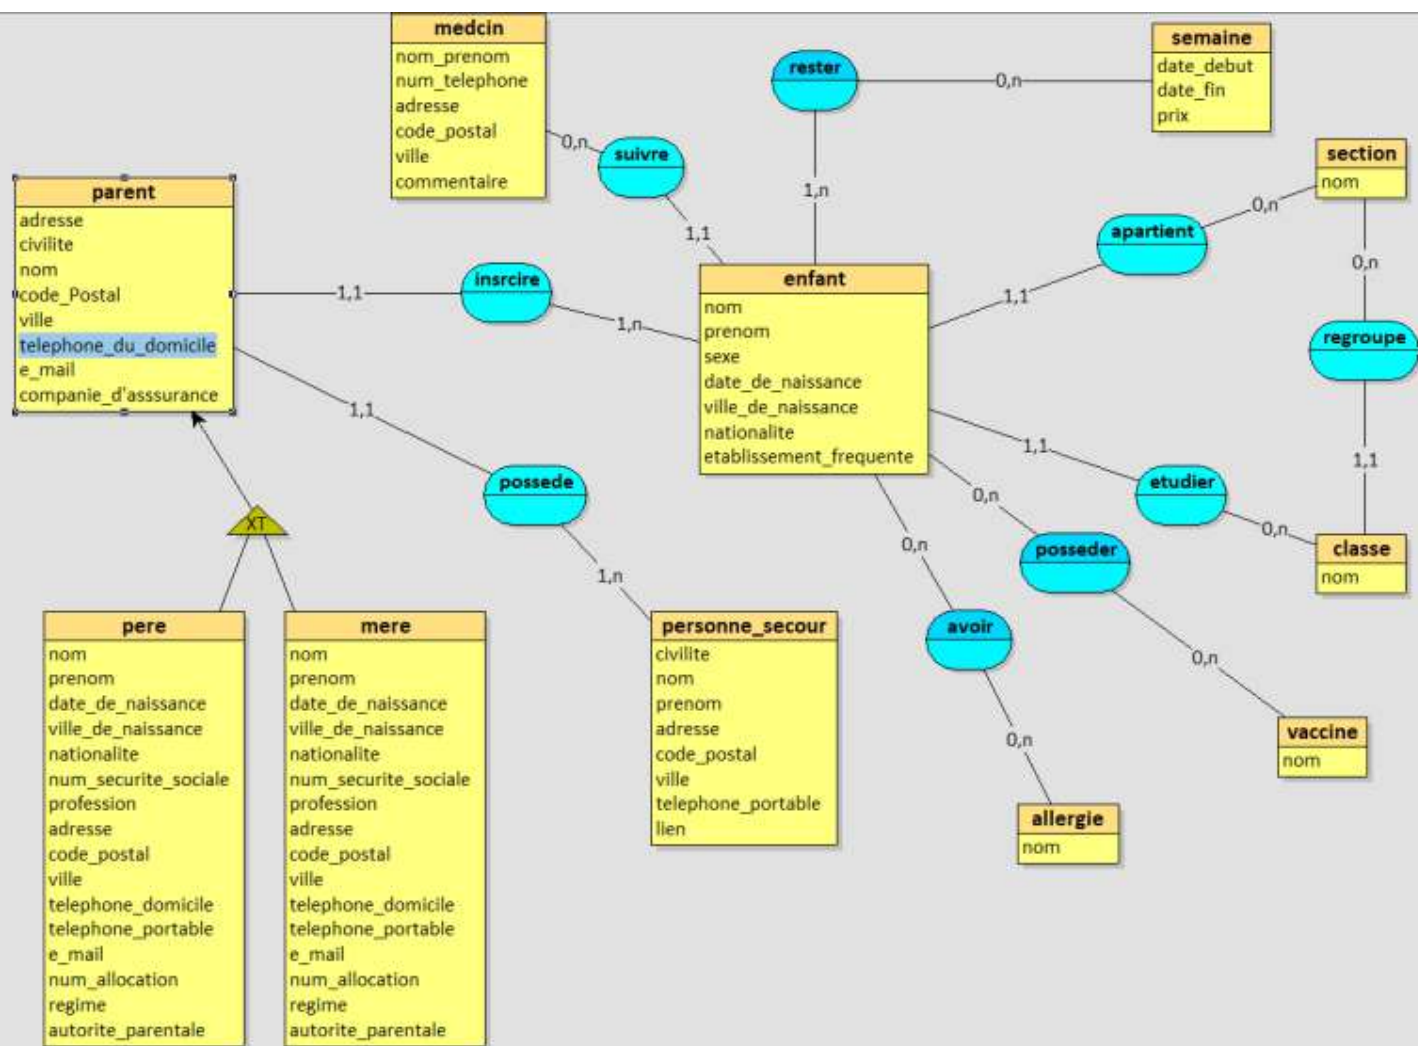 medcin
nom_prenom
num_telephone
adresse
code_postal
ville
commentaire
rester
0,n
semaine
date_debut
date_fin
prix
0,n
suivre
1,n
section
nom
parent
adresse
civilite
nom
code_Postal
ville
telephone_du_domicile
e_mail
companie_d'asssurance
1,1
0,n
apartient
1,1
insrcire
1,n
enfant
nom
prenom
sexe
date_de_naissance
ville_de_naissance
nationalite
etablissement_frequente
1,1
0,n
regroupe
1,1
possede
1,1
etudier
0,n
1,1
classe
nom
XT
1,n
0,n
posseder
0,n
avoir
0,n
0,n
vaccine
nom
allergie
nom
pere
nom
prenom
date_de_naissance
ville_de_naissance
nationalite
num_securite_sociale
profession
adresse
code_postal
ville
telephone_domicile
telephone_portable
e_mail
num_allocation
regime
autorite_parentale
mere
nom
prenom
date_de_naissance
ville_de_naissance
nationalite
num_securite_sociale
profession
adresse
code_postal
ville
telephone_domicile
telephone_portable
e_mail
num_allocation
regime
autorite_parentale
personne_secour
civilite
nom
prenom
adresse
code_postal
ville
telephone_portable
lien